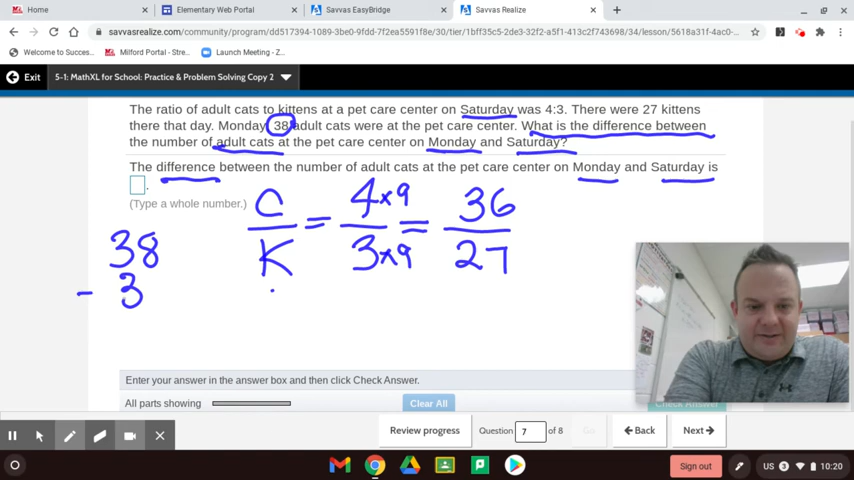 Home
Elementary Web Portal
Savvas EasyBridge
Savvas Realize
savvasrealize.com/community/program/dd517394-1089-3be0-9fdd-7f2ea5591f8e/30/tier/1bff35c5-2de3-32f2-a5f1-413c2f743698/34/lesson/5618a31f-4ac0-...
Welcome to Succes...
Milford Portal - Stre...
Launch Meeting - Z...
Exit
5-1: MathXL for School: Practice & Problem Solving Copy 2
The ratio of adult cats to kittens at a pet care center on Saturday was 4:3. There were 27 kittens
there that day. Monday, 38 adult cats were at the pet care center. What is the difference between
the number of adult cats at the pet care center on Monday and Saturday?
The difference between the number of adult cats at the pet care center on Monday and Saturday is
.
(Type a whole number.)
C/K = 4×9/3×9 = 36/27
38
- 3
Enter your answer in the answer box and then click Check Answer.
All parts showing
Clear All
Check Answer
Review progress
Question 7 of 8
Go
Back
Next
Sign out
US 3 10:20